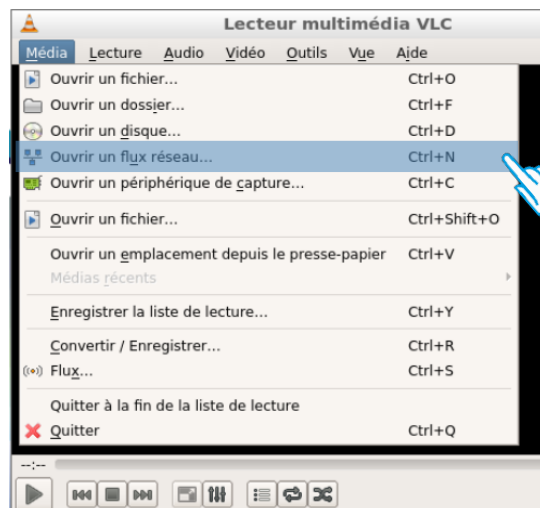 Lecteur multimédia VLC
Média Lecture Audio Vidéo Outils Vue Aide
Ouvrir un fichier... Ctrl+O
Ouvrir un dossier... Ctrl+F
Ouvrir un disque... Ctrl+D
Ouvrir un flux réseau... Ctrl+N
Ouvrir un périphérique de capture... Ctrl+C
Ouvrir un fichier... Ctrl+Shift+O
Ouvrir un emplacement depuis le presse-papier Ctrl+V
Médias récents
Enregistrer la liste de lecture... Ctrl+Y
Convertir / Enregistrer... Ctrl+R
Flux... Ctrl+S
Quitter à la fin de la liste de lecture
Quitter Ctrl+Q
--:--